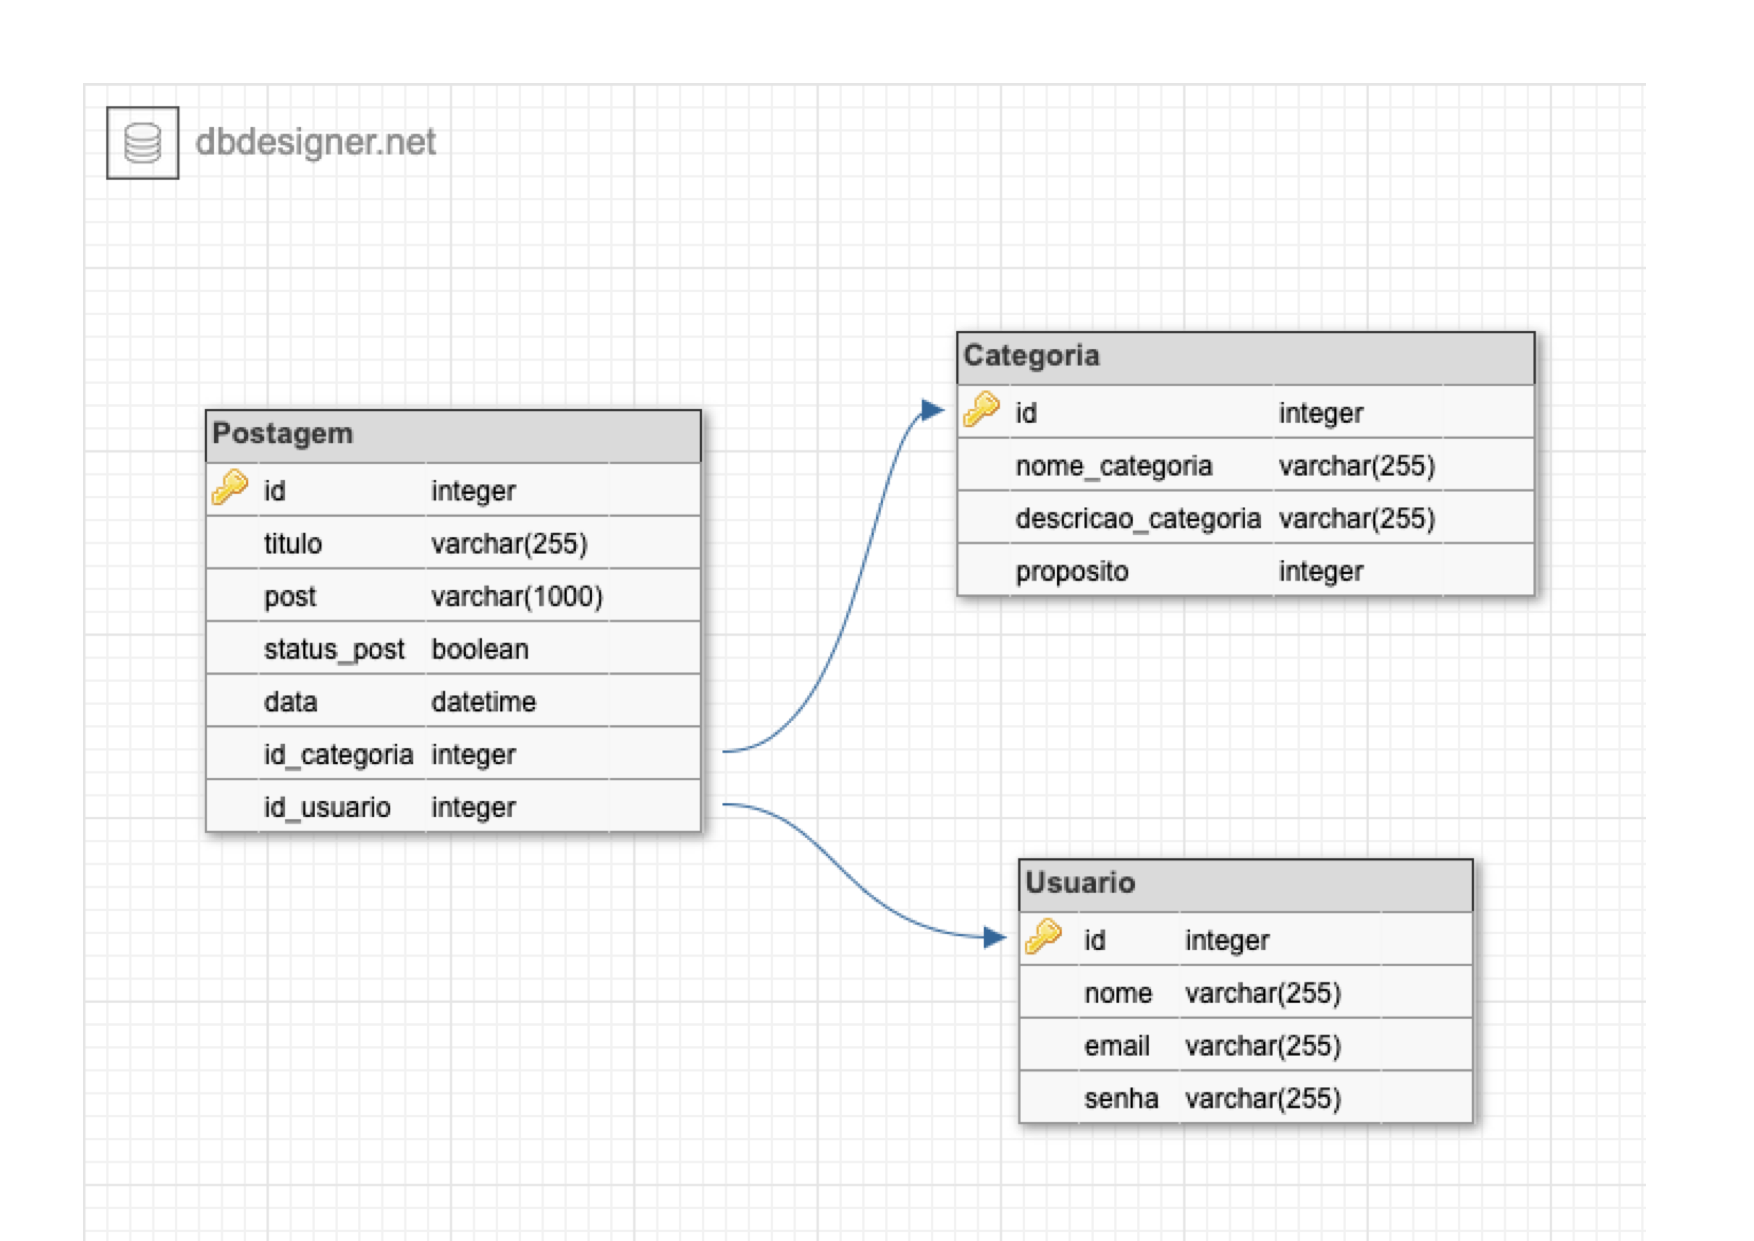 dbdesigner.net
Postagem
id integer
titulo varchar(255)
post varchar(1000)
status_post boolean
data datetime
id_categoria integer
id_usuario integer
Categoria
id integer
nome_categoria varchar(255)
descricao_categoria varchar(255)
proposito integer
Usuario
id integer
nome varchar(255)
email varchar(255)
senha varchar(255)